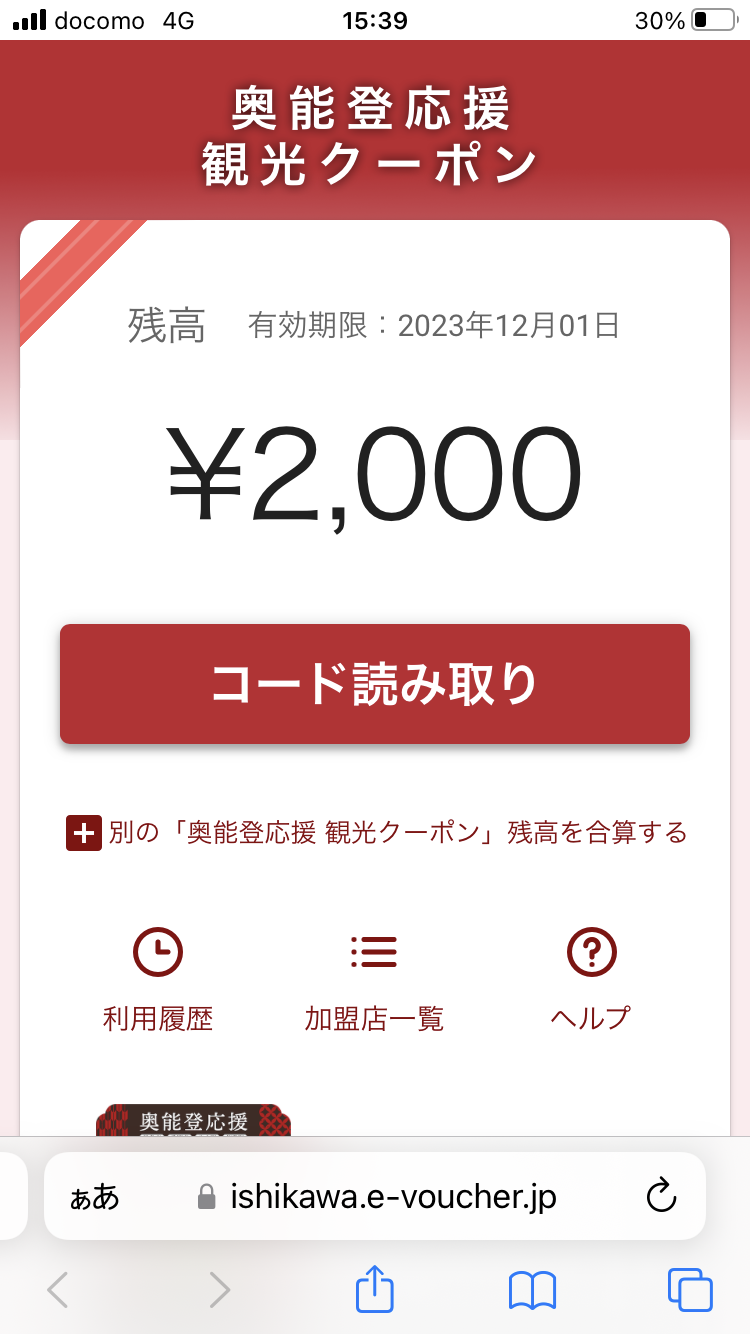 docomo 4G 15:39 30%
奥能登応援
観光クーポン
残高 有効期限：2023年12月01日
¥2,000
コード読み取り
別の「奥能登応援 観光クーポン」残高を合算する
利用履歴 加盟店一覧 ヘルプ
奥能登応援
ぁあ ishikawa.e-voucher.jp